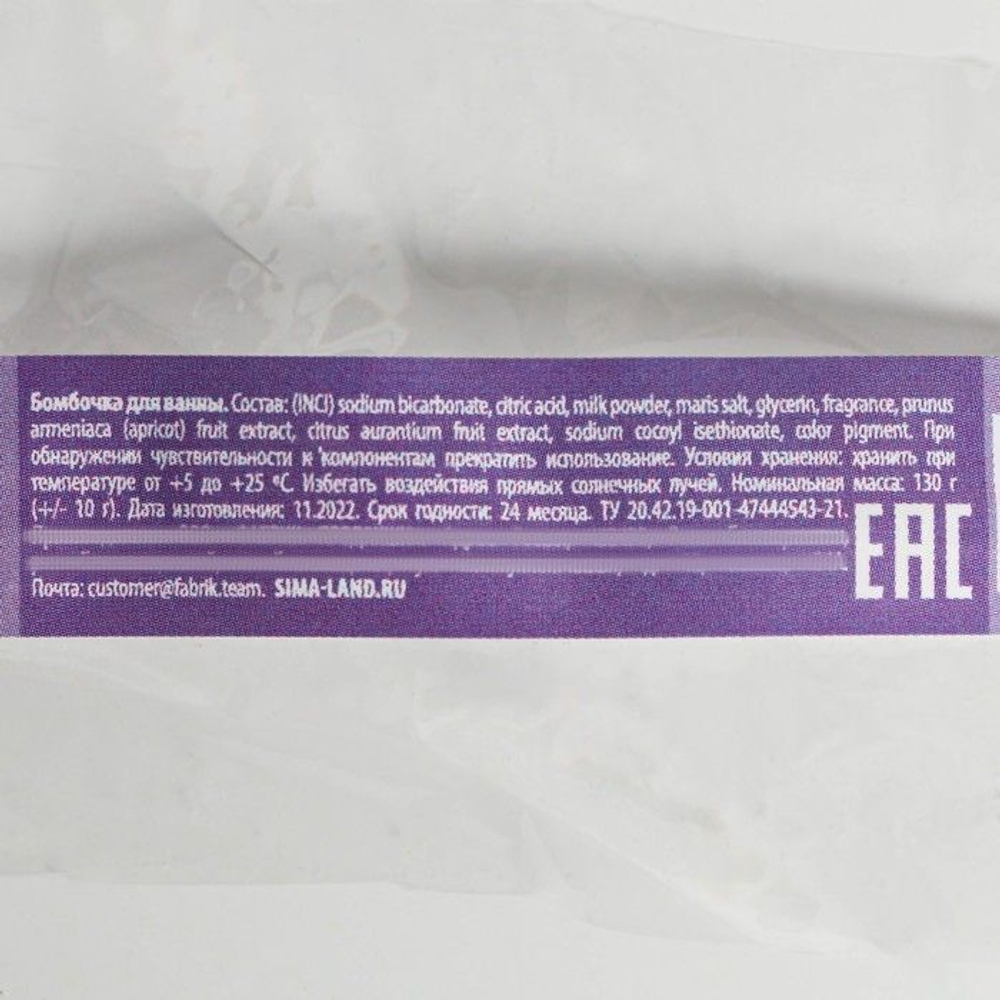 Бомбочка для ванны. Состав: (INCI) sodium bicarbonate, citric acid, milk powder, maris salt, glycerin, fragrance, prunus
armeniaca (apricot) fruit extract, citrus aurantium fruit extract, sodium cocoyl isethionate, color pigment. При
обнаружении чувствительности к компонентам прекратить использование. Условия хранения: хранить при
температуре от +5 до +25 °С. Избегать воздействия прямых солнечных лучей. Номинальная масса: 130 г
(+/- 10 г). Дата изготовления: 11.2022. Срок годности: 24 месяца. ТУ 20.42.19-001-47444543-21.
Почта: customer@fabrik.team. SIMA-LAND.RU
EAC